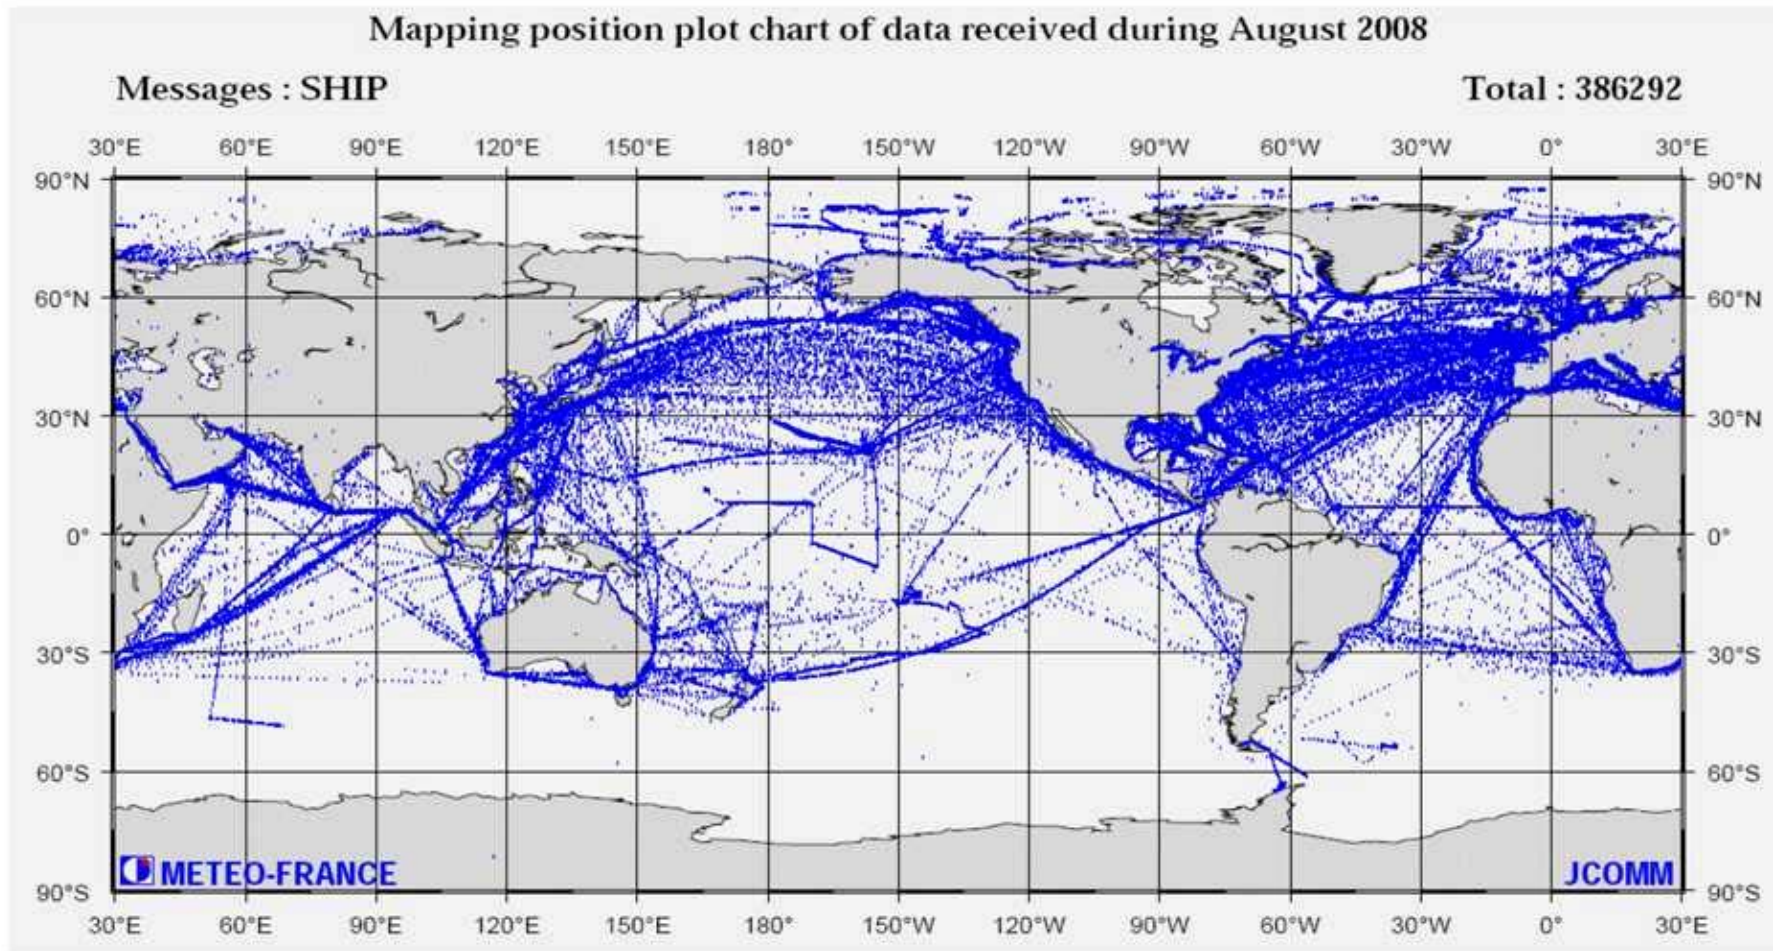 Mapping position plot chart of data received during August 2008
Messages : SHIP Total : 386292
30°E 60°E 90°E 120°E 150°E 180° 150°W 120°W 90°W 60°W 30°W 0° 30°E
90°N 90°N
60°N 60°N
30°N 30°N
0° 0°
30°S 30°S
60°S 60°S
METEO-FRANCE JCOMM
90°S 90°S
30°E 60°E 90°E 120°E 150°E 180° 150°W 120°W 90°W 60°W 30°W 0° 30°E